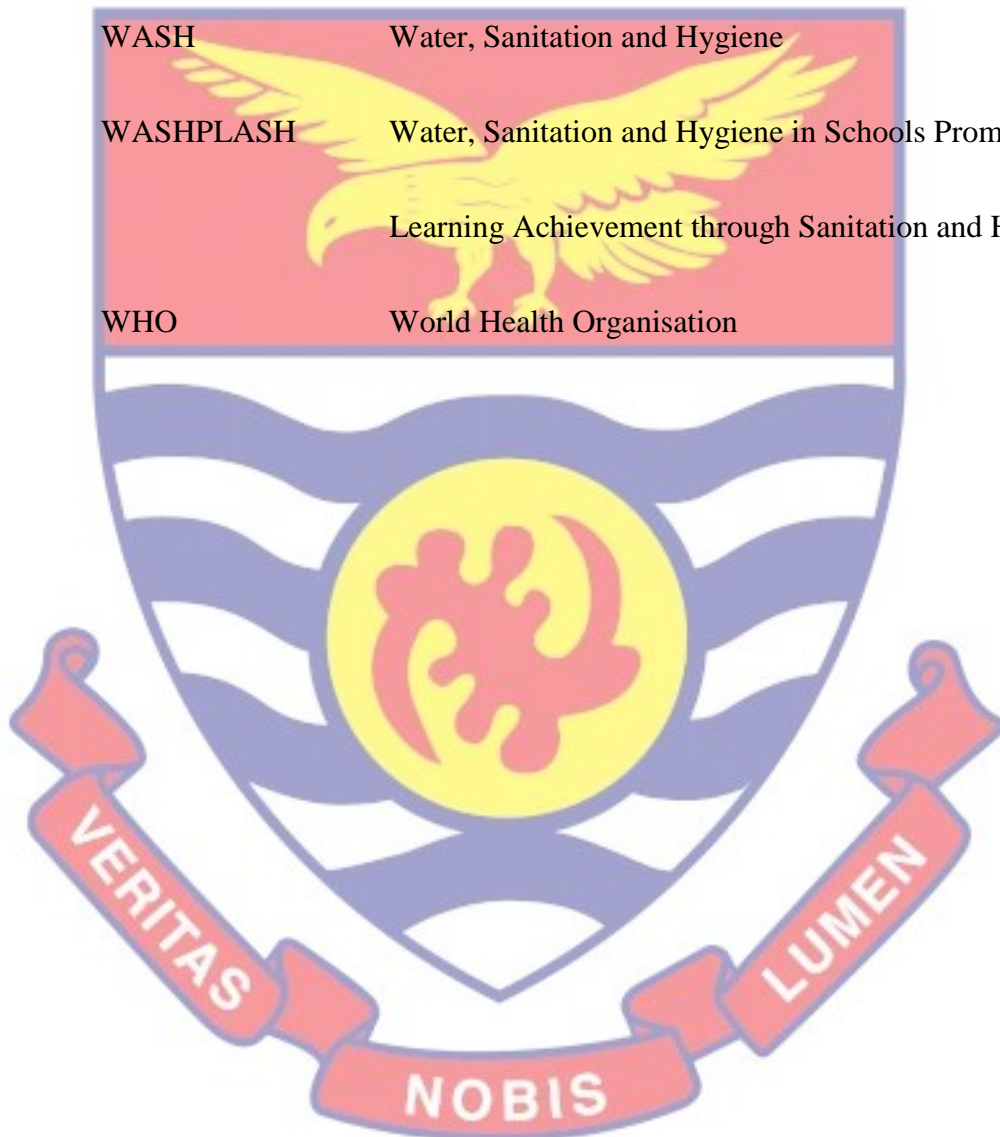 WASH Water, Sanitation and Hygiene
WASHPLASH Water, Sanitation and Hygiene in Schools Prom
Learning Achievement through Sanitation and H
WHO World Health Organisation
VERITAS
NOBIS
LUMEN